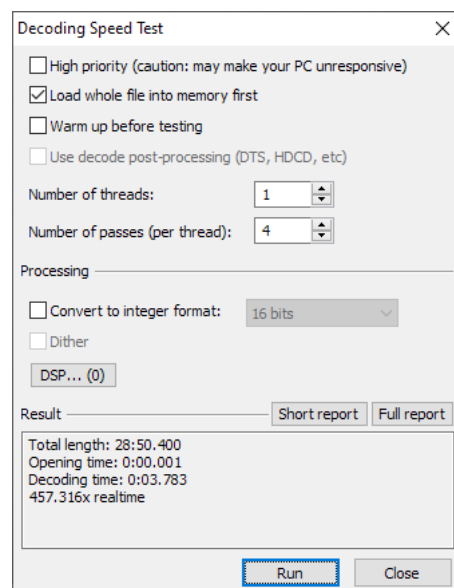 Decoding Speed Test
High priority (caution: may make your PC unresponsive)
Load whole file into memory first
Warm up before testing
Use decode post-processing (DTS, HDCD, etc)
Number of threads: 1
Number of passes (per thread): 4
Processing
Convert to integer format: 16 bits
Dither
DSP... (0)
Result Short report Full report
Total length: 28:50.400
Opening time: 0:00.001
Decoding time: 0:03.783
457.316x realtime
Run Close